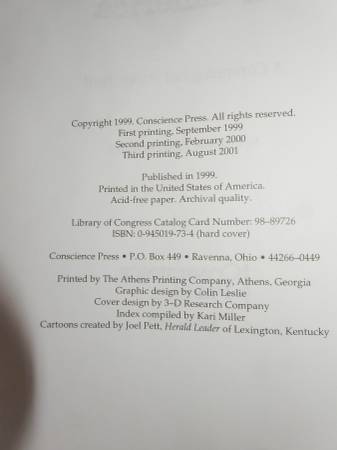 Copyright 1999, Conscience Press. All rights reserved.
First printing, September 1999
Second printing, February 2000
Third printing, August 2001
Published in 1999.
Printed in the United States of America.
Acid-free paper. Archival quality.
Library of Congress Catalog Card Number: 98-89726
ISBN: 0-945019-73-4 (hard cover)
Conscience Press • P.O. Box 449 • Ravenna, Ohio • 44266-0449
Printed by The Athens Printing Company, Athens, Georgia
Graphic design by Colin Leslie
Cover design by 3-D Research Company
Index compiled by Kari Miller
Cartoons created by Joel Pett, Herald Leader of Lexington, Kentucky